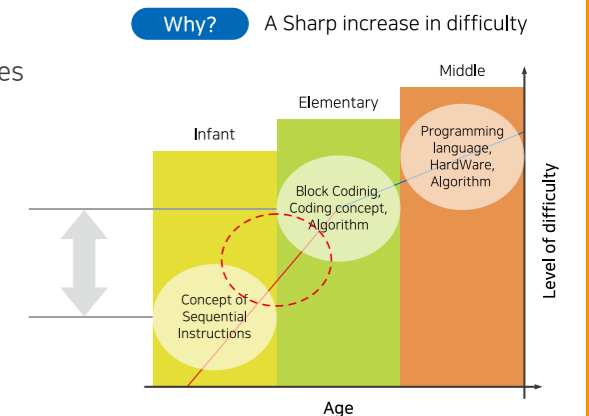 Why?
A Sharp increase in difficulty
es
Middle
Elementary
Infant
Programming
language,
HardWare,
Algorithm
Block Codinig,
Coding concept,
Algorithm
Concept of
Sequential
Instructions
Level of difficulty
Age